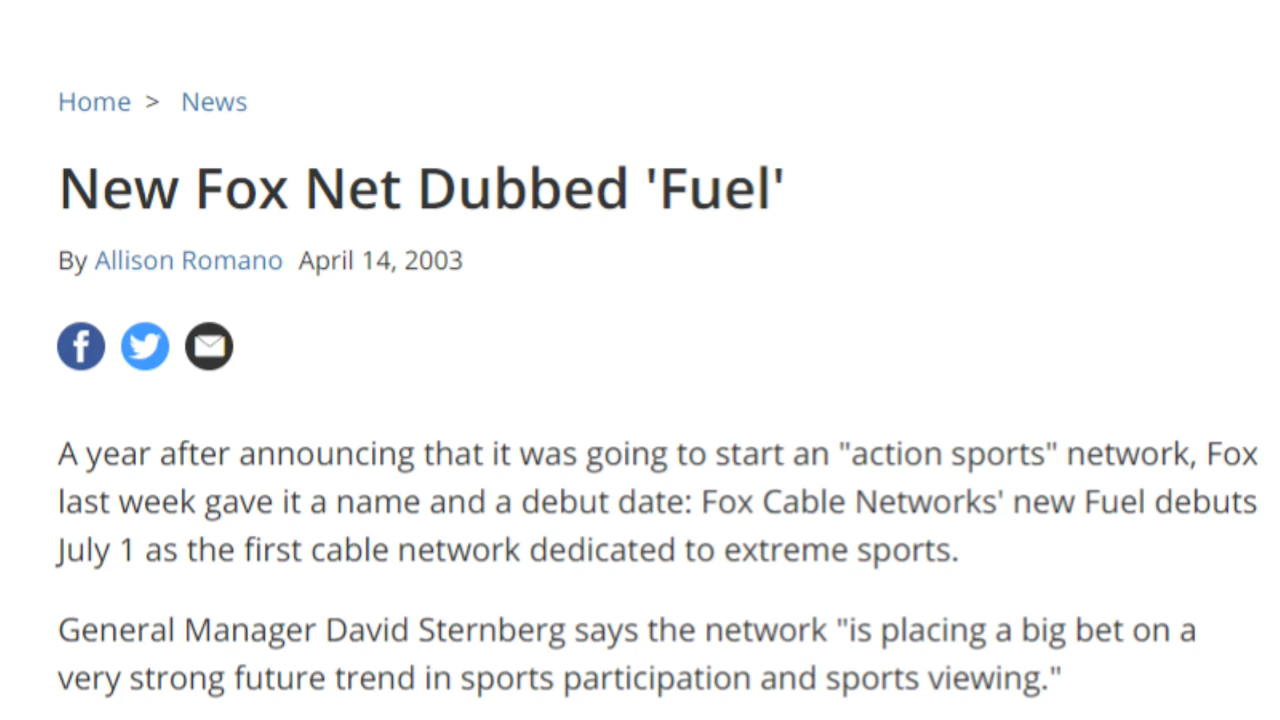 Home > News
New Fox Net Dubbed 'Fuel'
By Allison Romano April 14, 2003
A year after announcing that it was going to start an "action sports" network, Fox
last week gave it a name and a debut date: Fox Cable Networks' new Fuel debuts
July 1 as the first cable network dedicated to extreme sports.
General Manager David Sternberg says the network "is placing a big bet on a
very strong future trend in sports participation and sports viewing."